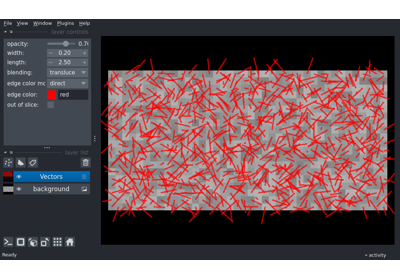 File View Window Plugins Help
layer controls
opacity: 0.70
width: 0.20
length: 2.50
blending: transluce
edge color mo direct
edge color: red
out of slice:
layer list
Vectors
background
Ready
activity